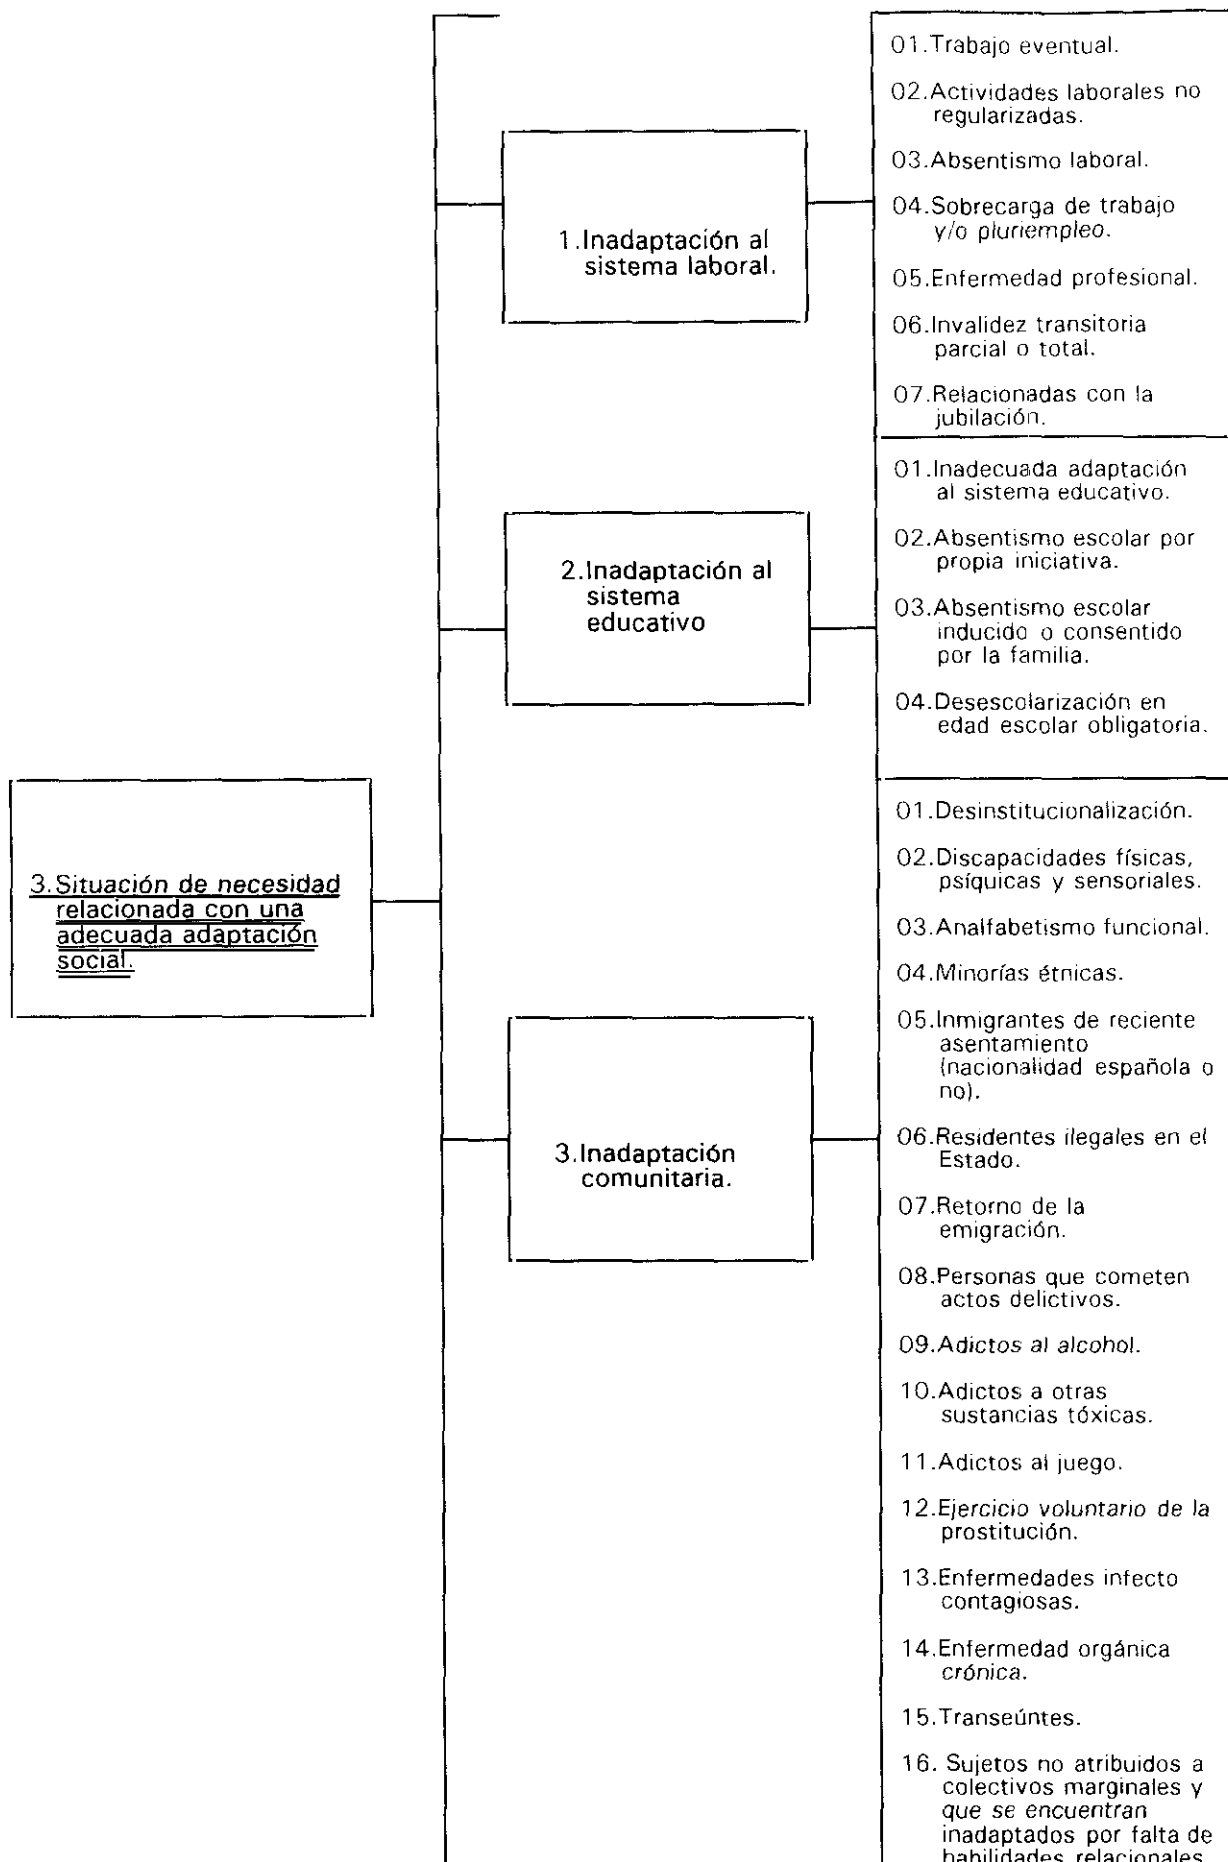 3.Situación de necesidad
relacionada con una
adecuada adaptación
social.
1.Inadaptación al
sistema laboral.
01.Trabajo eventual.
02.Actividades laborales no
regularizadas.
03.Absentismo laboral.
04.Sobrecarga de trabajo
y/o pluriempleo.
05.Enfermedad profesional.
06.Invalidez transitoria
parcial o total.
07.Relacionadas con la
jubilación.
2.Inadaptación al
sistema
educativo
01.Inadecuada adaptación
al sistema educativo.
02.Absentismo escolar por
propia iniciativa.
03.Absentismo escolar
inducido o consentido
por la familia.
04.Desescolarización en
edad escolar obligatoria.
3.Inadaptación
comunitaria.
01.Desinstitucionalización.
02.Discapacidades físicas,
psíquicas y sensoriales.
03.Analfabetismo funcional.
04.Minorías étnicas.
05.Inmigrantes de reciente
asentamiento
(nacionalidad española o
no).
06.Residentes ilegales en el
Estado.
07.Retorno de la
emigración.
08.Personas que cometen
actos delictivos.
09.Adictos al alcohol.
10.Adictos a otras
sustancias tóxicas.
11.Adictos al juego.
12.Ejercicio voluntario de la
prostitución.
13.Enfermedades infecto
contagiosas.
14.Enfermedad orgánica
crónica.
15.Transeúntes.
16. Sujetos no atribuidos a
colectivos marginales y
que se encuentran
inadaptados por falta de
habilidades relacionales